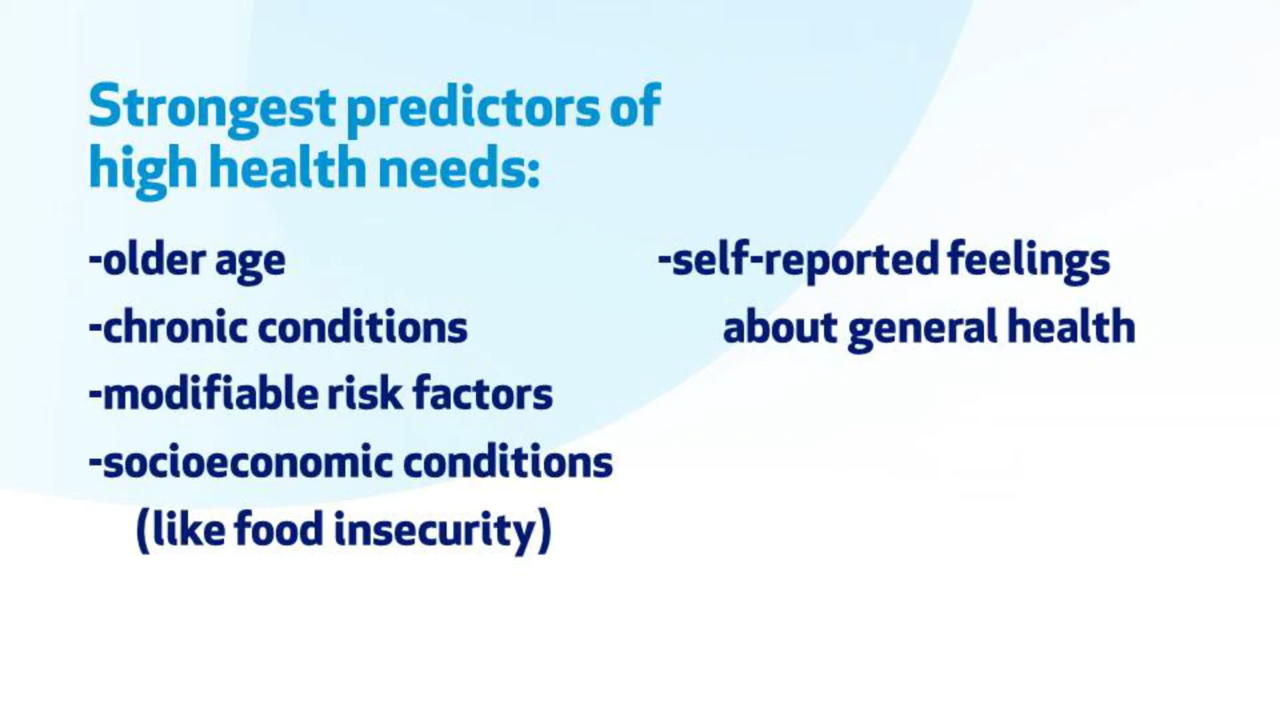 Strongest predictors of
high health needs:
-older age
-chronic conditions
-modifiable risk factors
-socioeconomic conditions
(like food insecurity)
-self-reported feelings
about general health